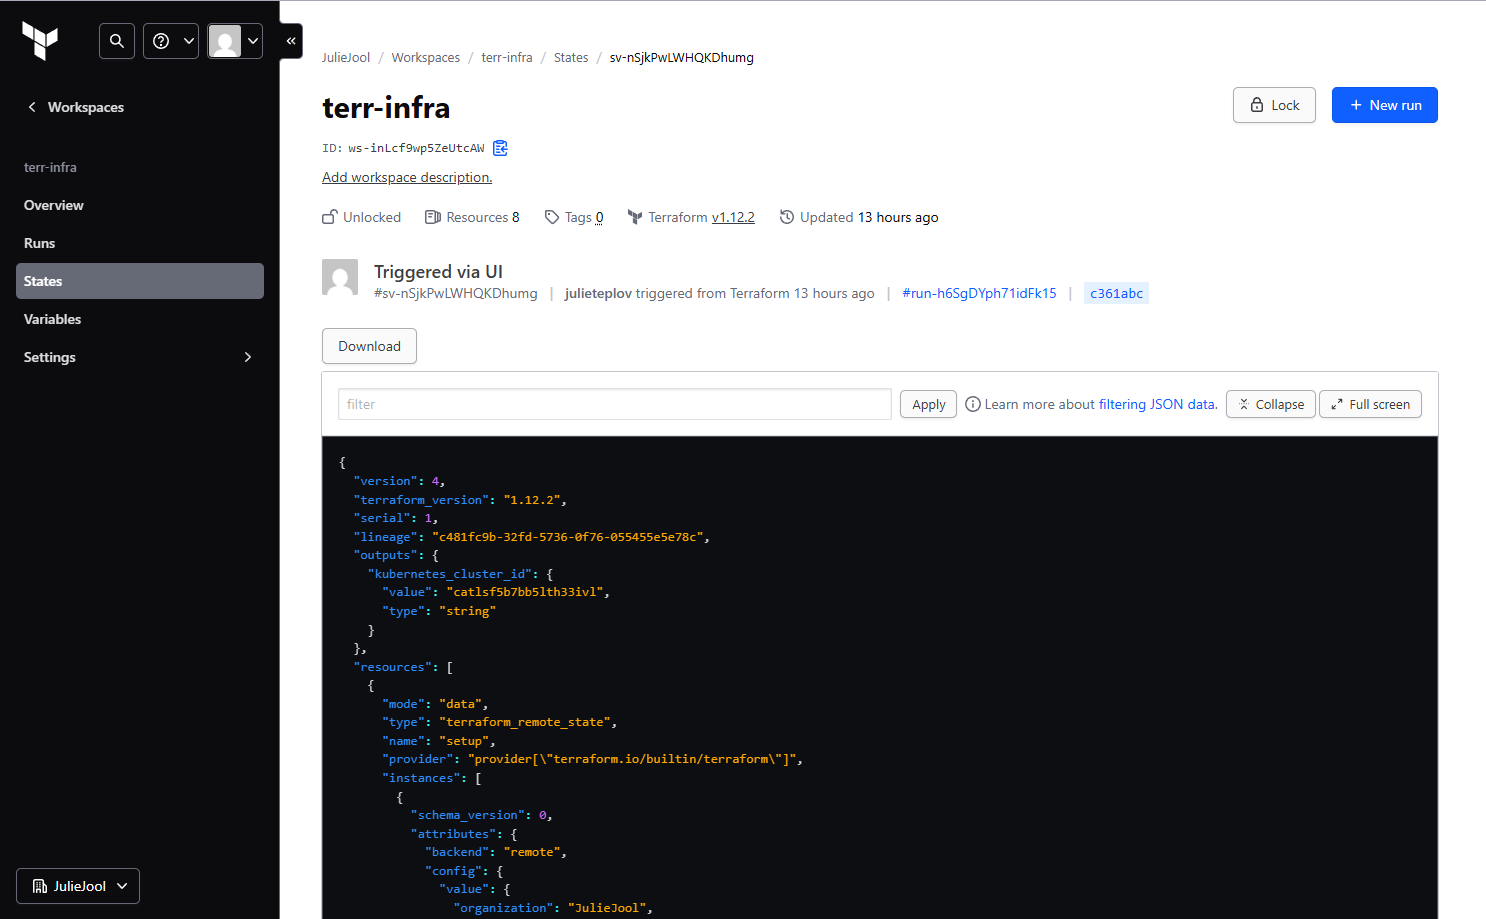 Workspaces
terr-infra
Overview
Runs
States
Variables
Settings
JulieJool
JulieJool / Workspaces / terr-infra / States / sv-nSjkPwLWHQKDhumg
terr-infra
Lock
+ New run
ID: ws-inLcf9wp5ZeUtcAW
Add workspace description.
Unlocked Resources 8 Tags 0 Terraform v1.12.2 Updated 13 hours ago
Triggered via UI
#sv-nSjkPwLWHQKDhumg | julieteplov triggered from Terraform 13 hours ago | #run-h6SgDYph71idFk15 | c361abc
Download
filter Apply Learn more about filtering JSON data. Collapse Full screen
{
"version": 4,
"terraform_version": "1.12.2",
"serial": 1,
"lineage": "c481fc9b-32fd-5736-0f76-055455e5e78c",
"outputs": {
"kubernetes_cluster_id": {
"value": "catlsf5b7bb5lth33ivl",
"type": "string"
}
},
"resources": [
{
"mode": "data",
"type": "terraform_remote_state",
"name": "setup",
"provider": "provider[\"terraform.io/builtin/terraform\"]",
"instances": [
{
"schema_version": 0,
"attributes": {
"backend": "remote",
"config": {
"value": {
"organization": "JulieJool",